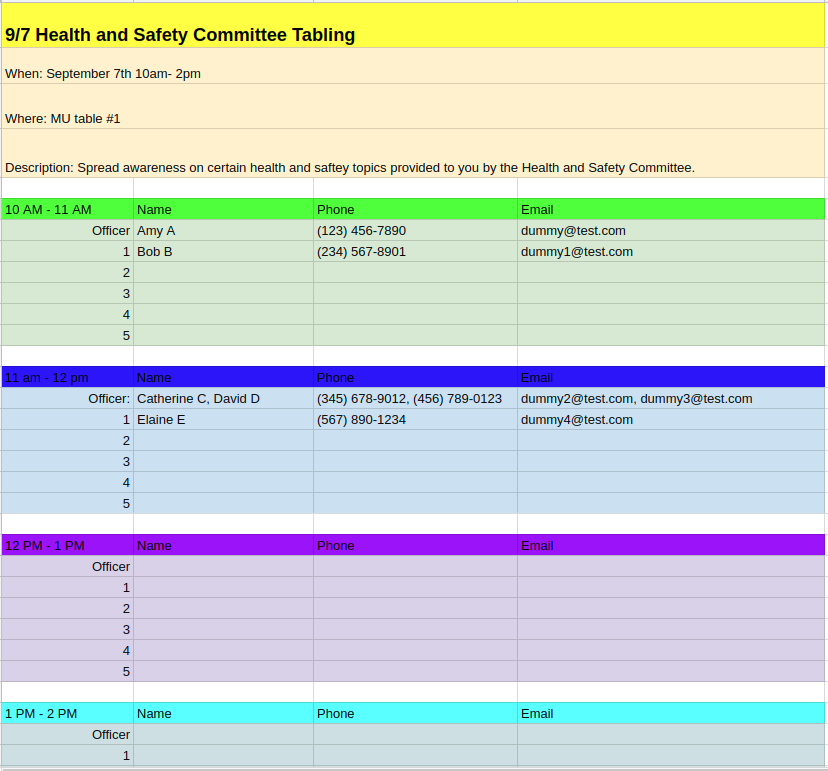 9/7 Health and Safety Committee Tabling
When: September 7th 10am- 2pm
Where: MU table #1
Description: Spread awareness on certain health and saftey topics provided to you by the Health and Safety Committee.
10 AM - 11 AM Name Phone Email
Officer Amy A (123) 456-7890 dummy@test.com
1 Bob B (234) 567-8901 dummy1@test.com
2
3
4
5
11 am - 12 pm Name Phone Email
Officer: Catherine C, David D (345) 678-9012, (456) 789-0123 dummy2@test.com, dummy3@test.com
1 Elaine E (567) 890-1234 dummy4@test.com
2
3
4
5
12 PM - 1 PM Name Phone Email
Officer
1
2
3
4
5
1 PM - 2 PM Name Phone Email
Officer
1